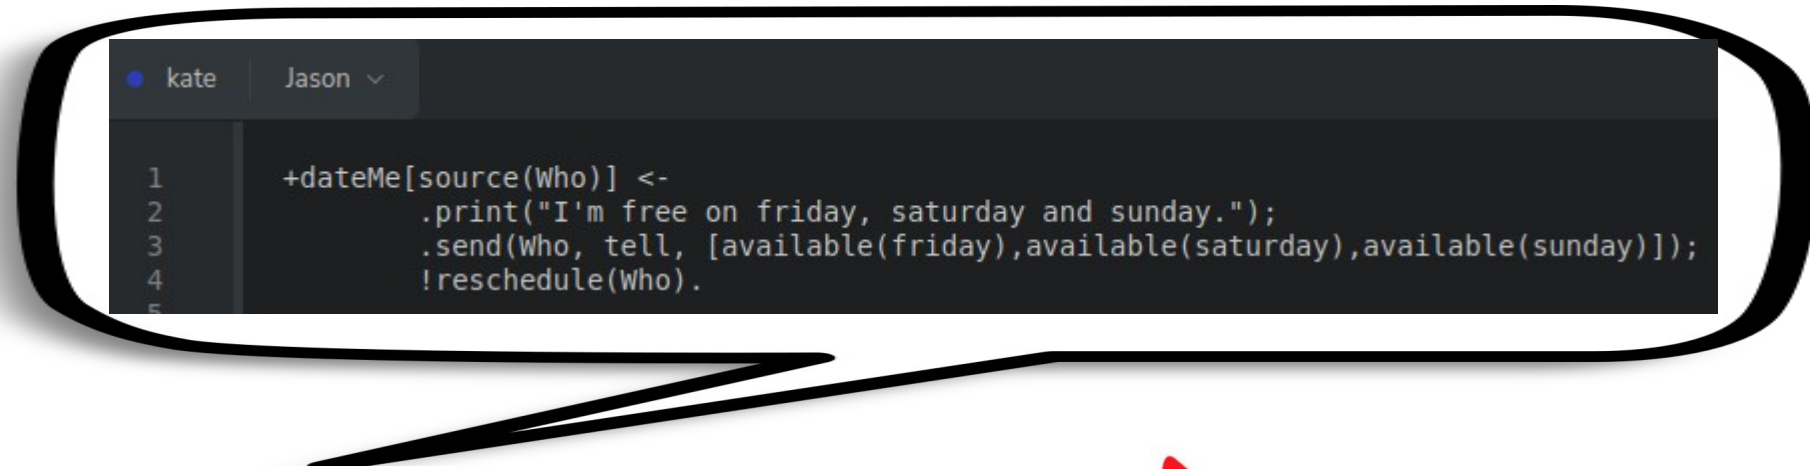 kate Jason
1 +dateMe[source(Who)] <-
2 .print("I'm free on friday, saturday and sunday.");
3 .send(Who, tell, [available(friday),available(saturday),available(sunday)]);
4 !reschedule(Who).
5